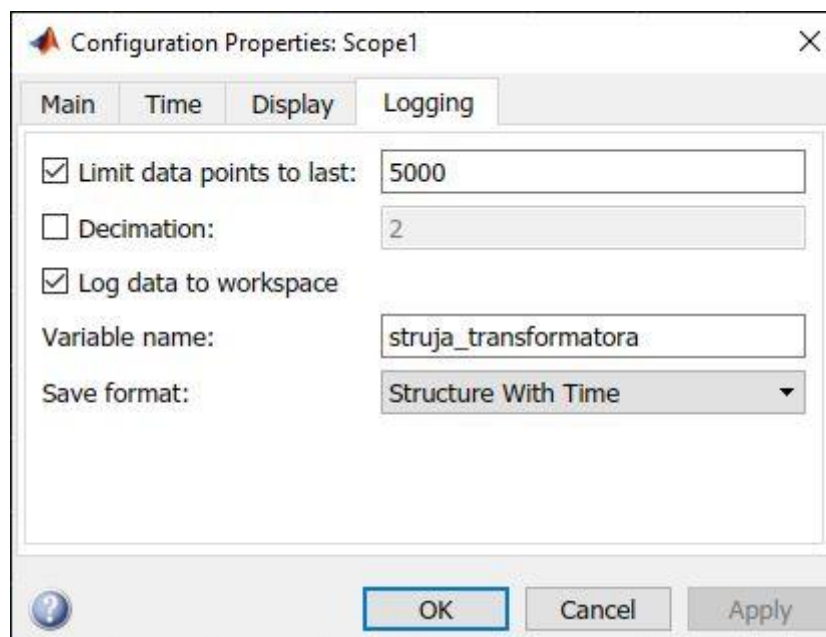 Configuration Properties: Scope1
Main Time Display Logging
Limit data points to last: 5000
Decimation: 2
Log data to workspace
Variable name: struja_transformatora
Save format: Structure With Time
? OK Cancel Apply